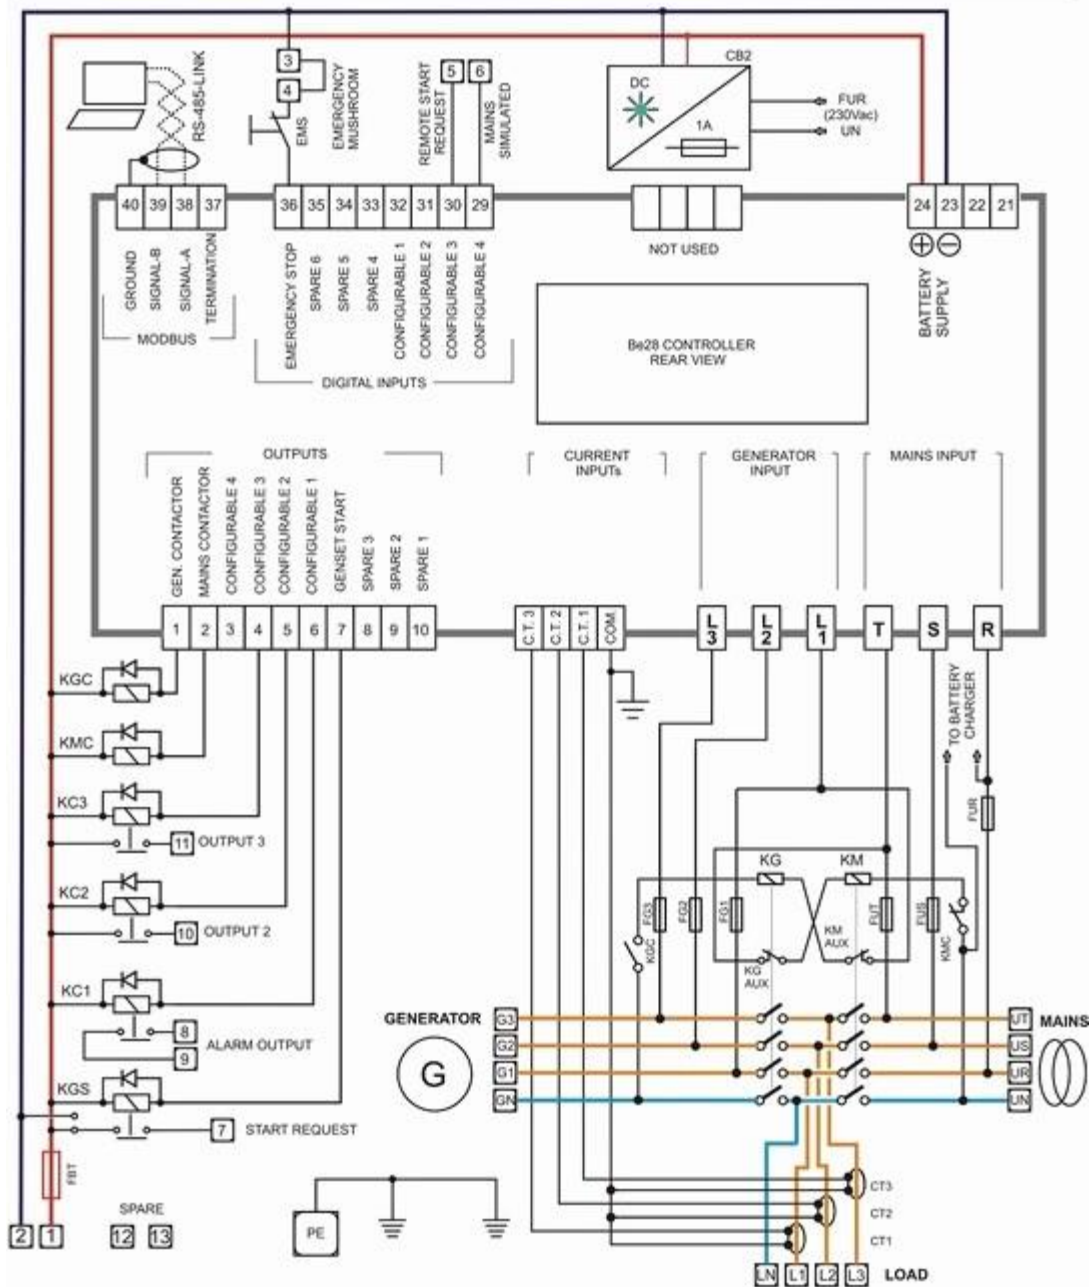 CB2
3
4
5
6
DC
1A
FUR
(230Vac)
UN
RS-485-LINK
EMS
EMERGENCY
MUSHROOM
REMOTE START
REQUEST
MAINS
SIMULATED
40
39
38
37
36
35
34
33
32
31
30
29
24
23
22
21
NOT USED
GROUND
SIGNAL-B
SIGNAL-A
TERMINATION
MODBUS
EMERGENCY STOP
SPARE 6
SPARE 5
SPARE 4
CONFIGURABLE 1
CONFIGURABLE 2
CONFIGURABLE 3
CONFIGURABLE 4
DIGITAL INPUTS
BATTERY
SUPPLY
Be28 CONTROLLER
REAR VIEW
OUTPUTS
CURRENT
INPUTs
GENERATOR
INPUT
MAINS INPUT
GEN. CONTACTOR
MAINS CONTACTOR
CONFIGURABLE 4
CONFIGURABLE 3
CONFIGURABLE 2
CONFIGURABLE 1
GENSET START
SPARE 3
SPARE 2
SPARE 1
1
2
3
4
5
6
7
8
9
10
C.T. 3
C.T. 2
C.T. 1
COM.
L3
L2
L1
T
S
R
KGC
KMC
KC3
11
OUTPUT 3
KC2
10
OUTPUT 2
KC1
8
9
ALARM OUTPUT
KGS
7
START REQUEST
FBT
TO BATTERY
CHARGER
FUR
KG
KM
KGC
FG3
FG2
FG1
KG
AUX
KM
AUX
FUT
FUS
KMC
GENERATOR
G
G3
G2
G1
GN
UT
US
UR
UN
MAINS
SPARE
2
1
12
13
PE
CT3
CT2
CT1
LN
L1
L2
L3
LOAD